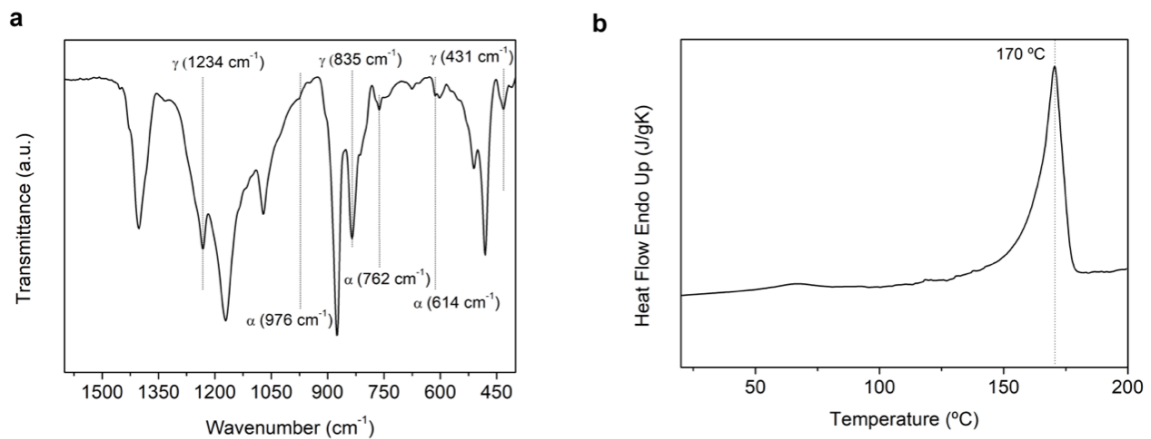 a
γ (1234 cm⁻¹)
γ (835 cm⁻¹)
γ (431 cm⁻¹)
α (762 cm⁻¹)
α (614 cm⁻¹)
α (976 cm⁻¹)
Transmittance (a.u.)
1500 1350 1200 1050 900 750 600 450
Wavenumber (cm⁻¹)
b
170 ºC
Heat Flow Endo Up (J/gK)
50 100 150 200
Temperature (ºC)